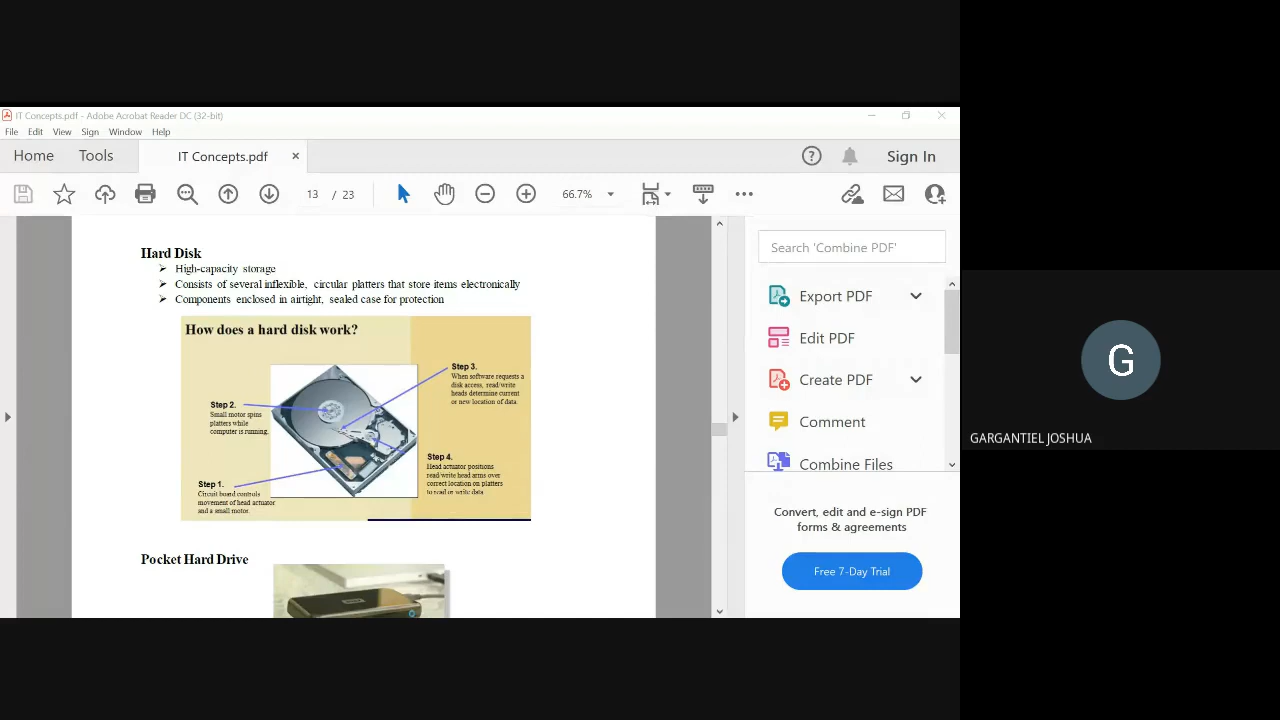 IT Concepts.pdf - Adobe Acrobat Reader DC (32-bit)
File Edit View Sign Window Help
Home Tools IT Concepts.pdf × Sign In
13 / 23 66.7%
Hard Disk
➢ High-capacity storage
➢ Consists of several inflexible, circular platters that store items electronically
➢ Components enclosed in airtight, sealed case for protection
How does a hard disk work?
Step 3.
When software requests a
disk access, read/write
heads determine current
or new location of data
Step 2.
Small motor spins
platters while
computer is running.
Step 4.
Head actuator positions
read/write head arms over
correct location on platters
to read or write data
Step 1.
Circuit board controls
movement of head actuator
and a small motor.
Pocket Hard Drive
Search 'Combine PDF'
Export PDF
Edit PDF
Create PDF
Comment
Combine Files
Convert, edit and e-sign PDF
forms & agreements
Free 7-Day Trial
G
GARGANTIEL JOSHUA